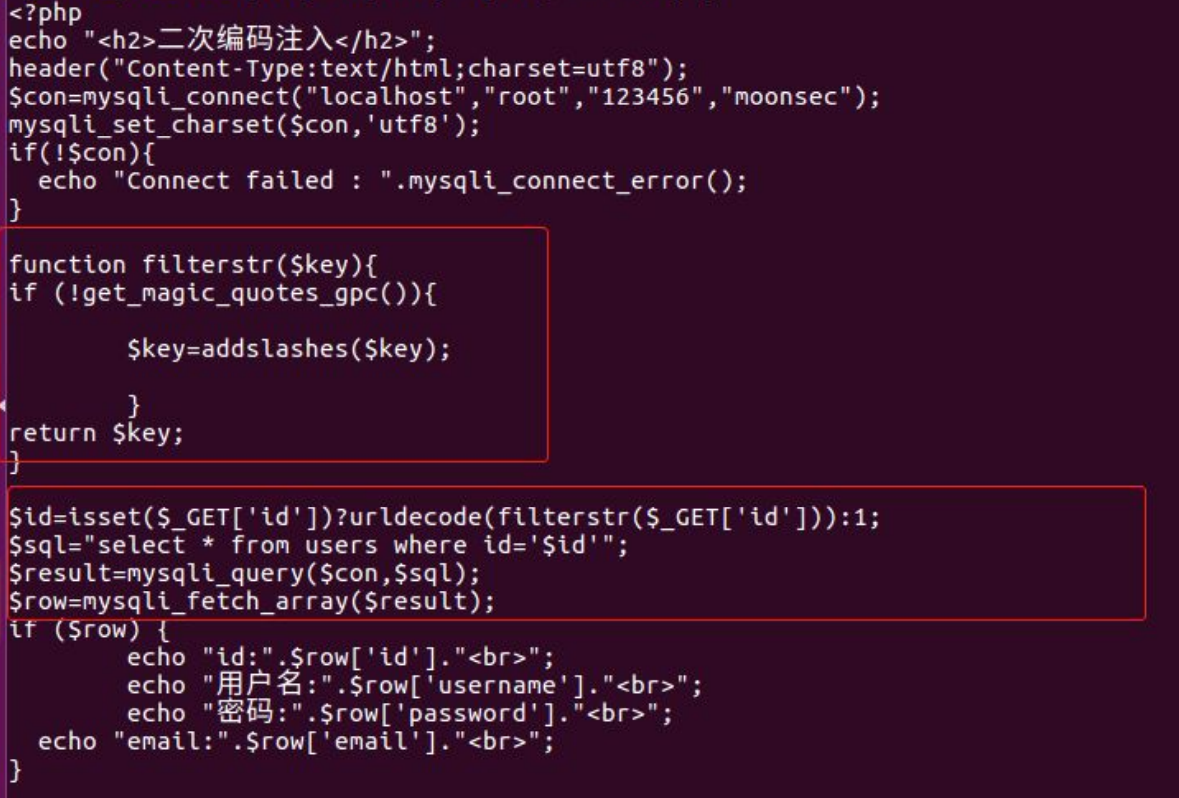 <?php
echo "<h2>二次编码注入</h2>";
header("Content-Type:text/html;charset=utf8");
$con=mysqli_connect("localhost","root","123456","moonsec");
mysqli_set_charset($con,'utf8');
if(!$con){
  echo "Connect failed : ".mysqli_connect_error();
}
function filterstr($key){
if (!get_magic_quotes_gpc()){
        $key=addslashes($key);
        }
return $key;
}
$id=isset($_GET['id'])?urldecode(filterstr($_GET['id'])):1;
$sql="select * from users where id='$id'";
$result=mysqli_query($con,$sql);
$row=mysqli_fetch_array($result);
if ($row) {
        echo "id:".$row['id']."<br>";
        echo "用户名:".$row['username']."<br>";
        echo "密码:".$row['password']."<br>";
  echo "email:".$row['email']."<br>";
}